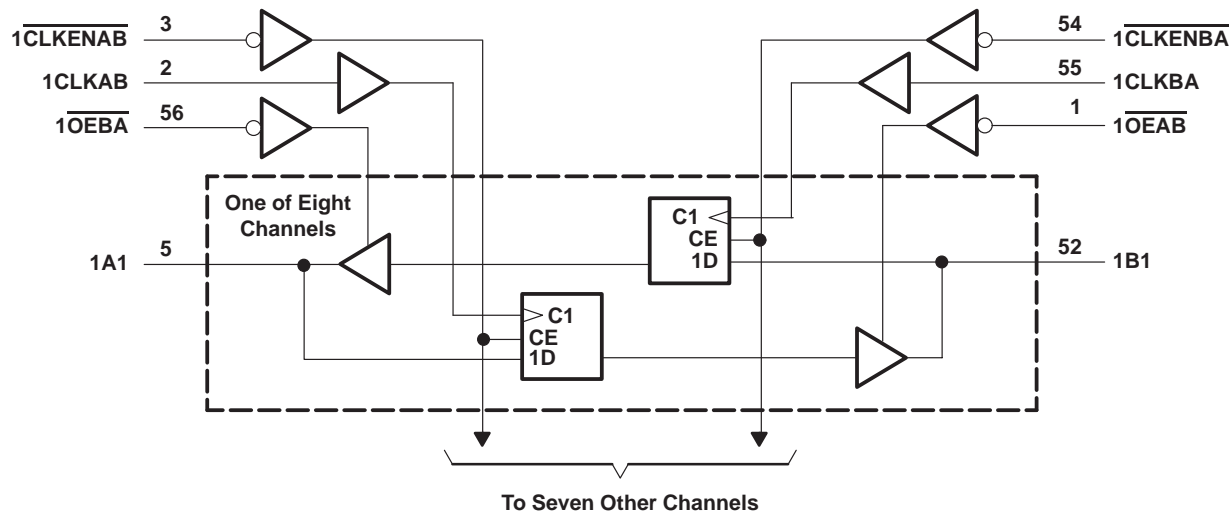 1CLKENAB 3
1CLKAB 2
1OEBA 56
54 1CLKENBA
55 1CLKBA
1 1OEAB
One of Eight
Channels
C1
CE
1D
1A1 5
52 1B1
C1
CE
1D
To Seven Other Channels